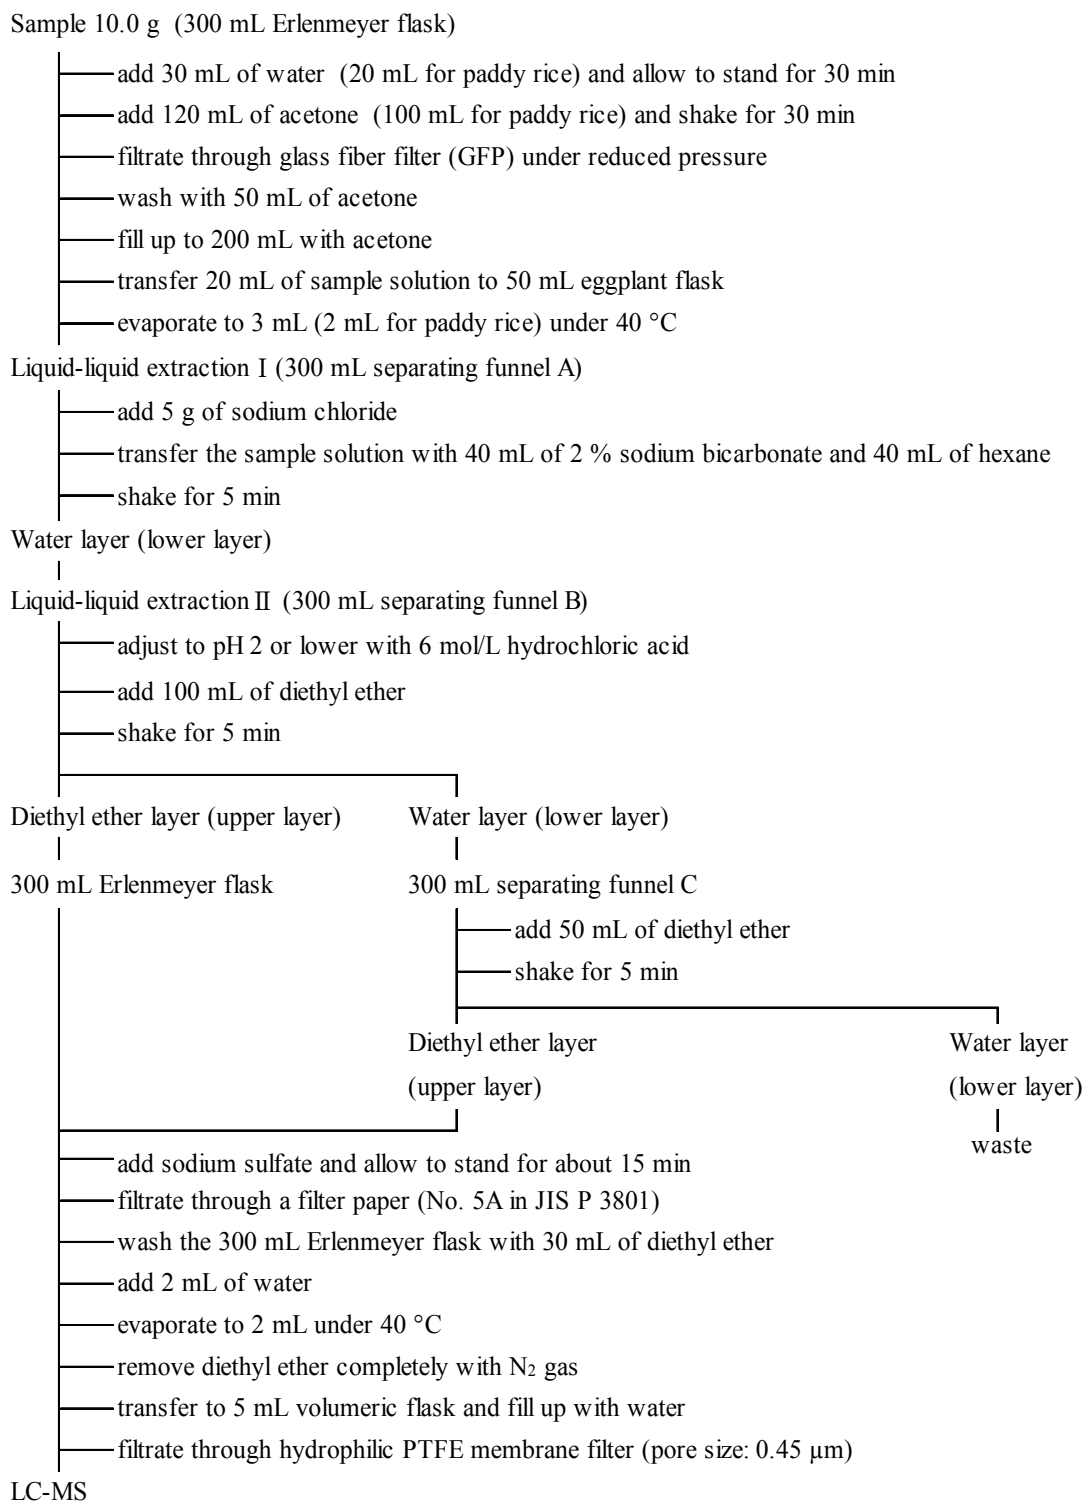 Sample 10.0 g (300 mL Erlenmeyer flask)
add 30 mL of water (20 mL for paddy rice) and allow to stand for 30 min
add 120 mL of acetone (100 mL for paddy rice) and shake for 30 min
filtrate through glass fiber filter (GFP) under reduced pressure
wash with 50 mL of acetone
fill up to 200 mL with acetone
transfer 20 mL of sample solution to 50 mL eggplant flask
evaporate to 3 mL (2 mL for paddy rice) under 40 °C
Liquid-liquid extraction Ⅰ (300 mL separating funnel A)
add 5 g of sodium chloride
transfer the sample solution with 40 mL of 2 % sodium bicarbonate and 40 mL of hexane
shake for 5 min
Water layer (lower layer)
Liquid-liquid extraction Ⅱ (300 mL separating funnel B)
adjust to pH 2 or lower with 6 mol/L hydrochloric acid
add 100 mL of diethyl ether
shake for 5 min
Diethyl ether layer (upper layer)
Water layer (lower layer)
300 mL Erlenmeyer flask
300 mL separating funnel C
add 50 mL of diethyl ether
shake for 5 min
Diethyl ether layer
(upper layer)
Water layer
(lower layer)
waste
add sodium sulfate and allow to stand for about 15 min
filtrate through a filter paper (No. 5A in JIS P 3801)
wash the 300 mL Erlenmeyer flask with 30 mL of diethyl ether
add 2 mL of water
evaporate to 2 mL under 40 °C
remove diethyl ether completely with N₂ gas
transfer to 5 mL volumeric flask and fill up with water
filtrate through hydrophilic PTFE membrane filter (pore size: 0.45 µm)
LC-MS